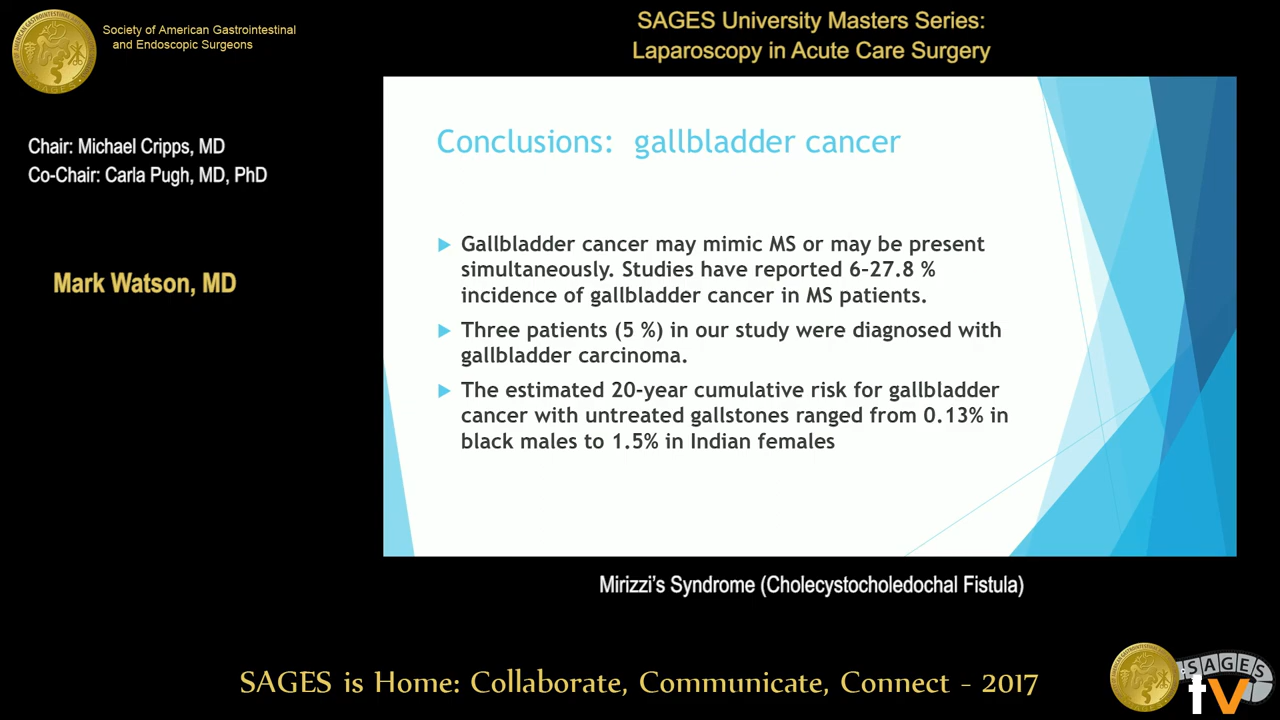 Society of American Gastrointestinal
and Endoscopic Surgeons
SAGES University Masters Series:
Laparoscopy in Acute Care Surgery
Chair: Michael Cripps, MD
Co-Chair: Carla Pugh, MD, PhD
Mark Watson, MD
Conclusions: gallbladder cancer
Gallbladder cancer may mimic MS or may be present
simultaneously. Studies have reported 6-27.8 %
incidence of gallbladder cancer in MS patients.
Three patients (5 %) in our study were diagnosed with
gallbladder carcinoma.
The estimated 20-year cumulative risk for gallbladder
cancer with untreated gallstones ranged from 0.13% in
black males to 1.5% in Indian females
Mirizzi's Syndrome (Cholecystocholedochal Fistula)
SAGES is Home: Collaborate, Communicate, Connect - 2017
SAGES
tv